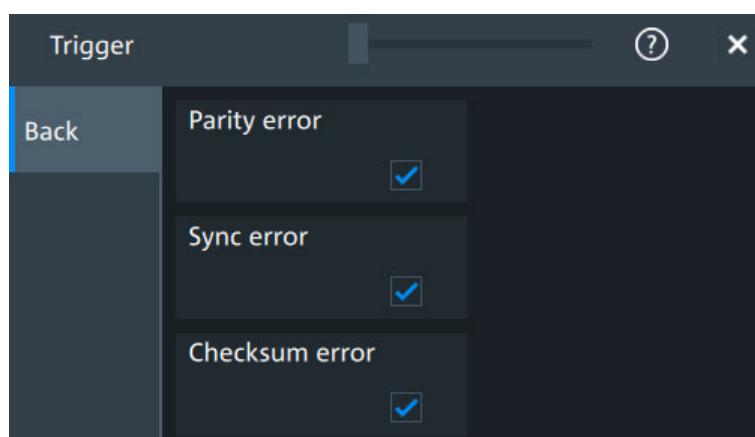 Trigger
Back
Parity error
Sync error
Checksum error